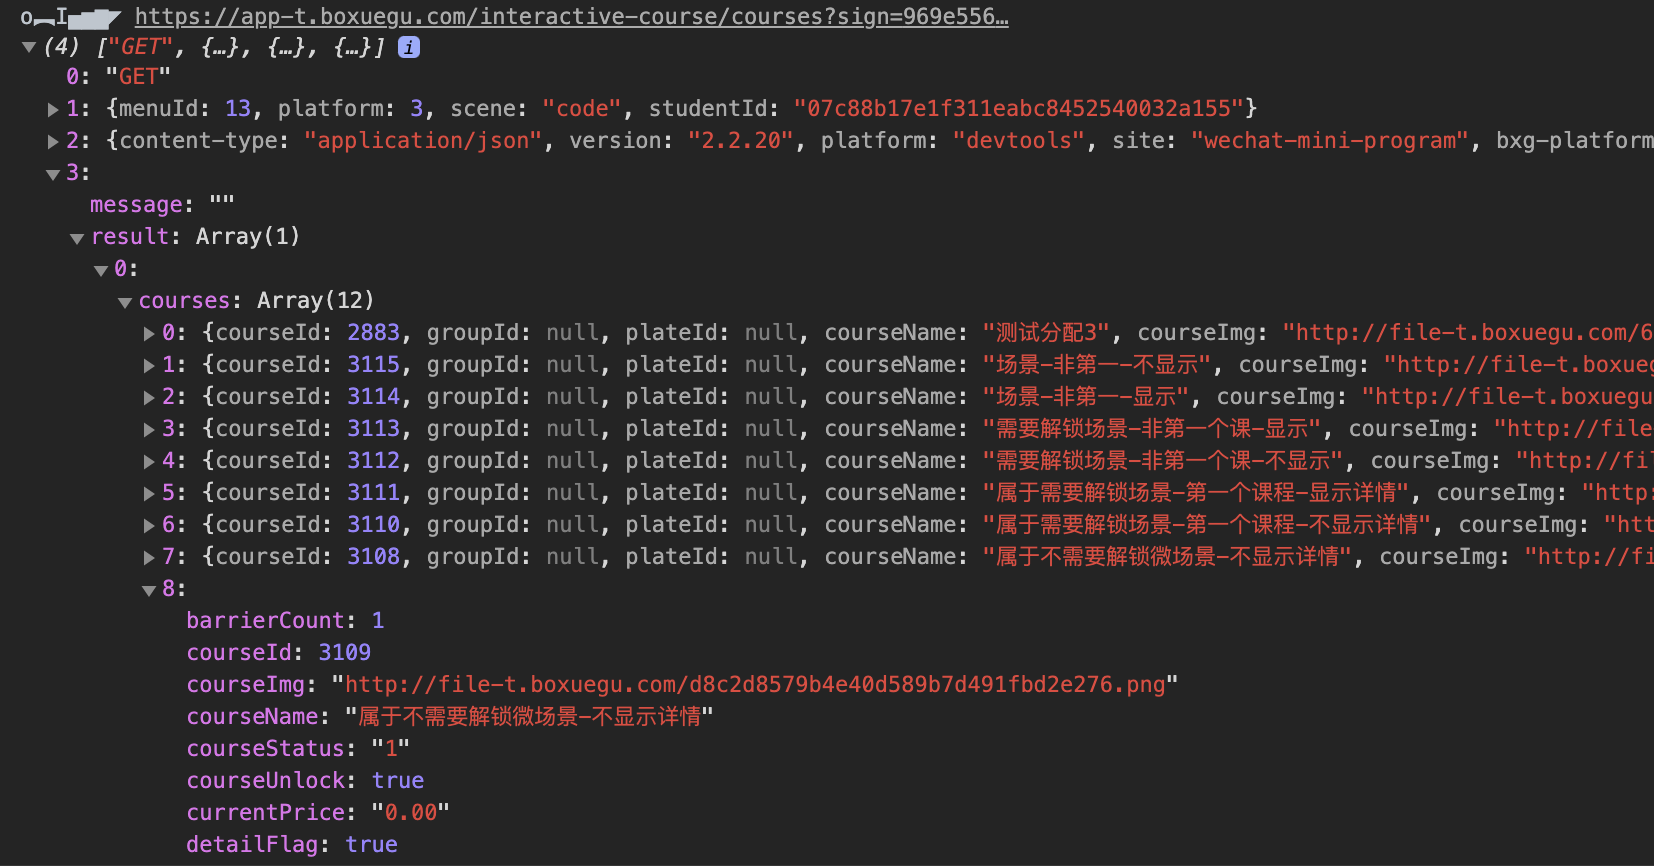 https://app-t.boxuegu.com/interactive-course/courses?sign=969e556…
(4) ["GET", {…}, {…}, {…}] i
0: "GET"
1: {menuId: 13, platform: 3, scene: "code", studentId: "07c88b17e1f311eabc8452540032a155"}
2: {content-type: "application/json", version: "2.2.20", platform: "devtools", site: "wechat-mini-program", bxg-platform
3:
message: ""
result: Array(1)
0:
courses: Array(12)
0: {courseId: 2883, groupId: null, plateId: null, courseName: "测试分配3", courseImg: "http://file-t.boxuegu.com/6
1: {courseId: 3115, groupId: null, plateId: null, courseName: "场景-非第一-不显示", courseImg: "http://file-t.boxueg
2: {courseId: 3114, groupId: null, plateId: null, courseName: "场景-非第一-显示", courseImg: "http://file-t.boxuegu
3: {courseId: 3113, groupId: null, plateId: null, courseName: "需要解锁场景-非第一个课-显示", courseImg: "http://file
4: {courseId: 3112, groupId: null, plateId: null, courseName: "需要解锁场景-非第一个课-不显示", courseImg: "http://fil
5: {courseId: 3111, groupId: null, plateId: null, courseName: "属于需要解锁场景-第一个课程-显示详情", courseImg: "http:
6: {courseId: 3110, groupId: null, plateId: null, courseName: "属于需要解锁场景-第一个课程-不显示详情", courseImg: "htt
7: {courseId: 3108, groupId: null, plateId: null, courseName: "属于不需要解锁微场景-不显示详情", courseImg: "http://fi
8:
barrierCount: 1
courseId: 3109
courseImg: "http://file-t.boxuegu.com/d8c2d8579b4e40d589b7d491fbd2e276.png"
courseName: "属于不需要解锁微场景-不显示详情"
courseStatus: "1"
courseUnlock: true
currentPrice: "0.00"
detailFlag: true